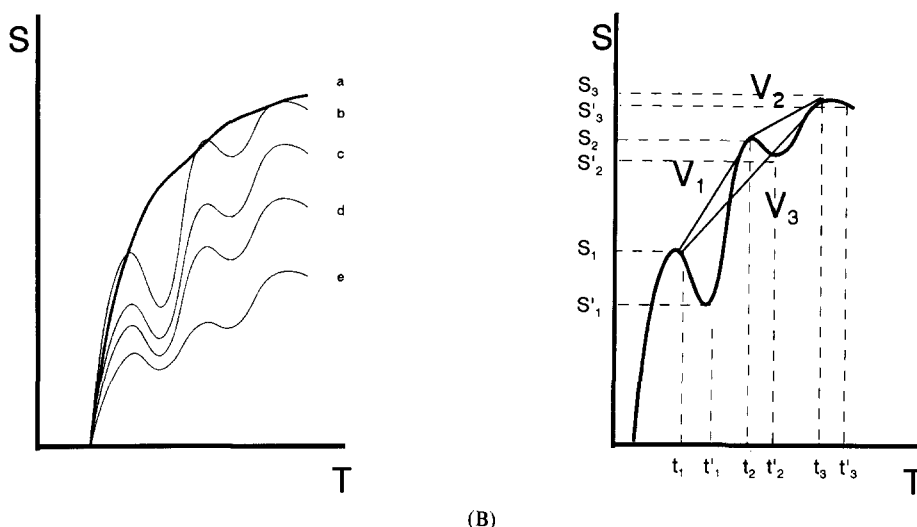 S
a
b
c
d
e
T
S
S₃
S'₃
S₂
S'₂
S₁
S'₁
V₂
V₁
V₃
t₁ t'₁ t₂ t'₂ t₃ t'₃
T
(B)